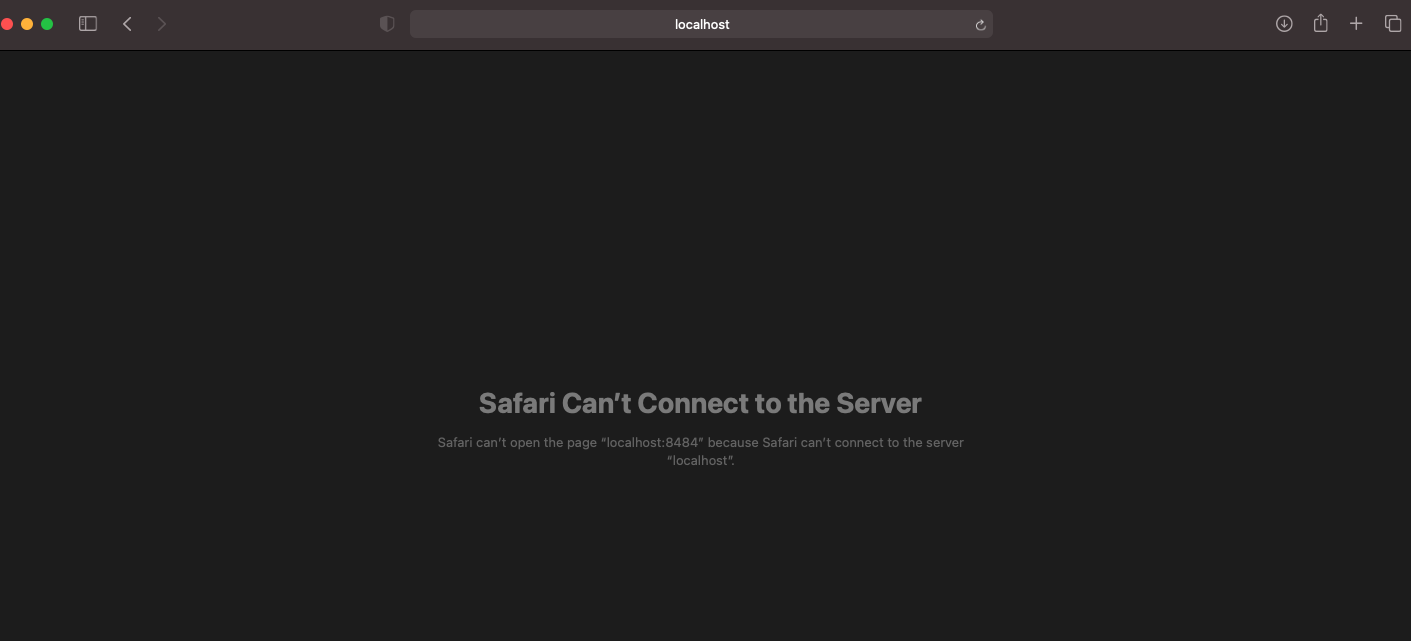 localhost
Safari Can’t Connect to the Server
Safari can’t open the page “localhost:8484” because Safari can’t connect to the server
“localhost”.